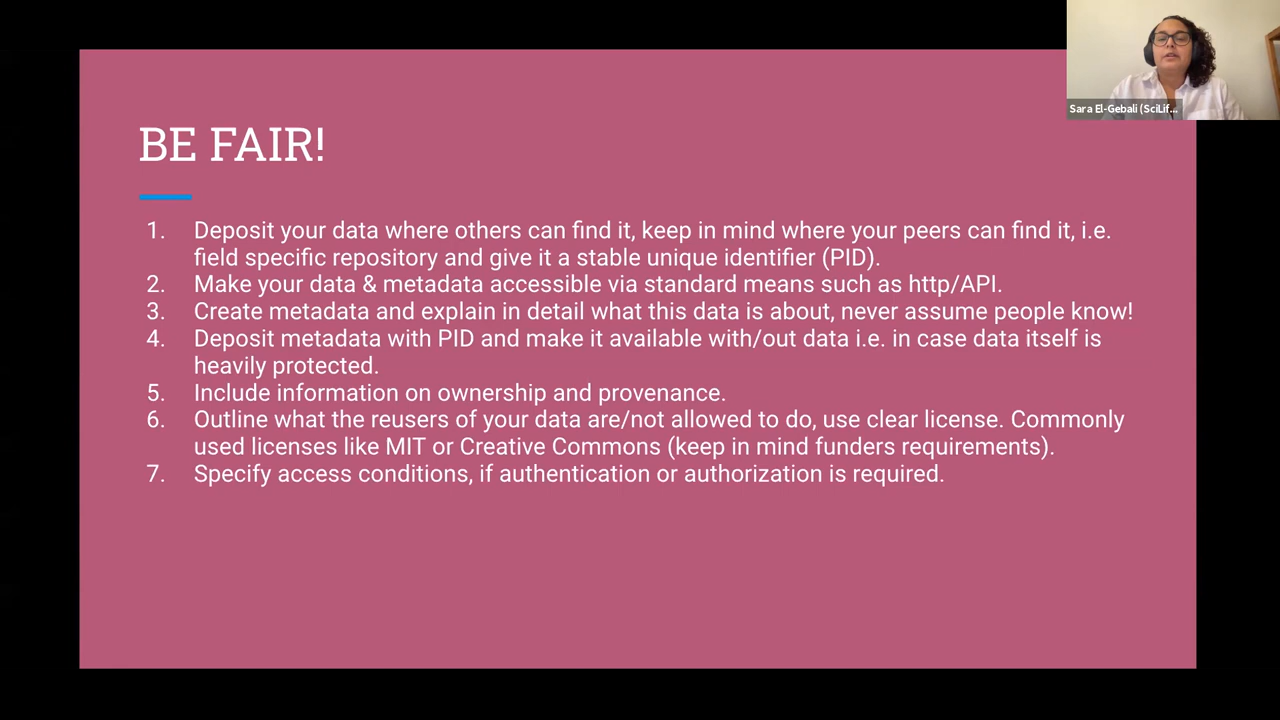 BE FAIR!
1. Deposit your data where others can find it, keep in mind where your peers can find it, i.e.
field specific repository and give it a stable unique identifier (PID).
2. Make your data & metadata accessible via standard means such as http/API.
3. Create metadata and explain in detail what this data is about, never assume people know!
4. Deposit metadata with PID and make it available with/out data i.e. in case data itself is
heavily protected.
5. Include information on ownership and provenance.
6. Outline what the reusers of your data are/not allowed to do, use clear license. Commonly
used licenses like MIT or Creative Commons (keep in mind funders requirements).
7. Specify access conditions, if authentication or authorization is required.
Sara El-Gebali (SciLif...